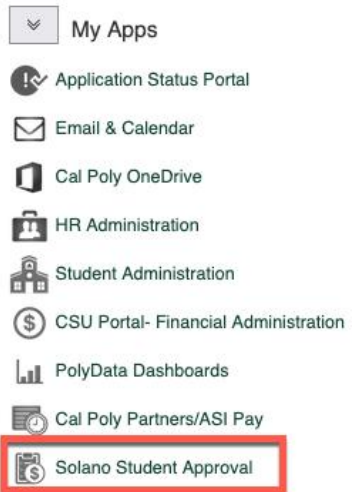 My Apps
Application Status Portal
Email & Calendar
Cal Poly OneDrive
HR Administration
Student Administration
CSU Portal- Financial Administration
PolyData Dashboards
Cal Poly Partners/ASI Pay
Solano Student Approval